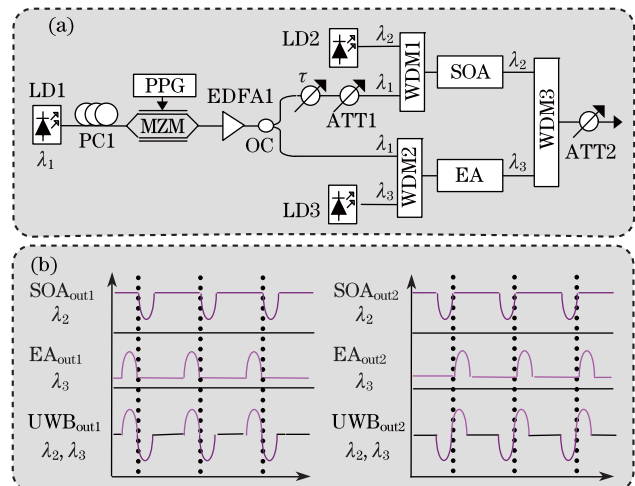 (a)
LD1
λ1
PC1
PPG
MZM
EDFA1
OC
τ
ATT1
LD2
λ2
λ1
WDM1
SOA
λ2
λ1
LD3
λ3
WDM2
EA
λ3
WDM3
ATT2
(b)
SOAout1
λ2
EAout1
λ3
UWBout1
λ2, λ3
SOAout2
λ2
EAout2
λ3
UWBout2
λ2, λ3